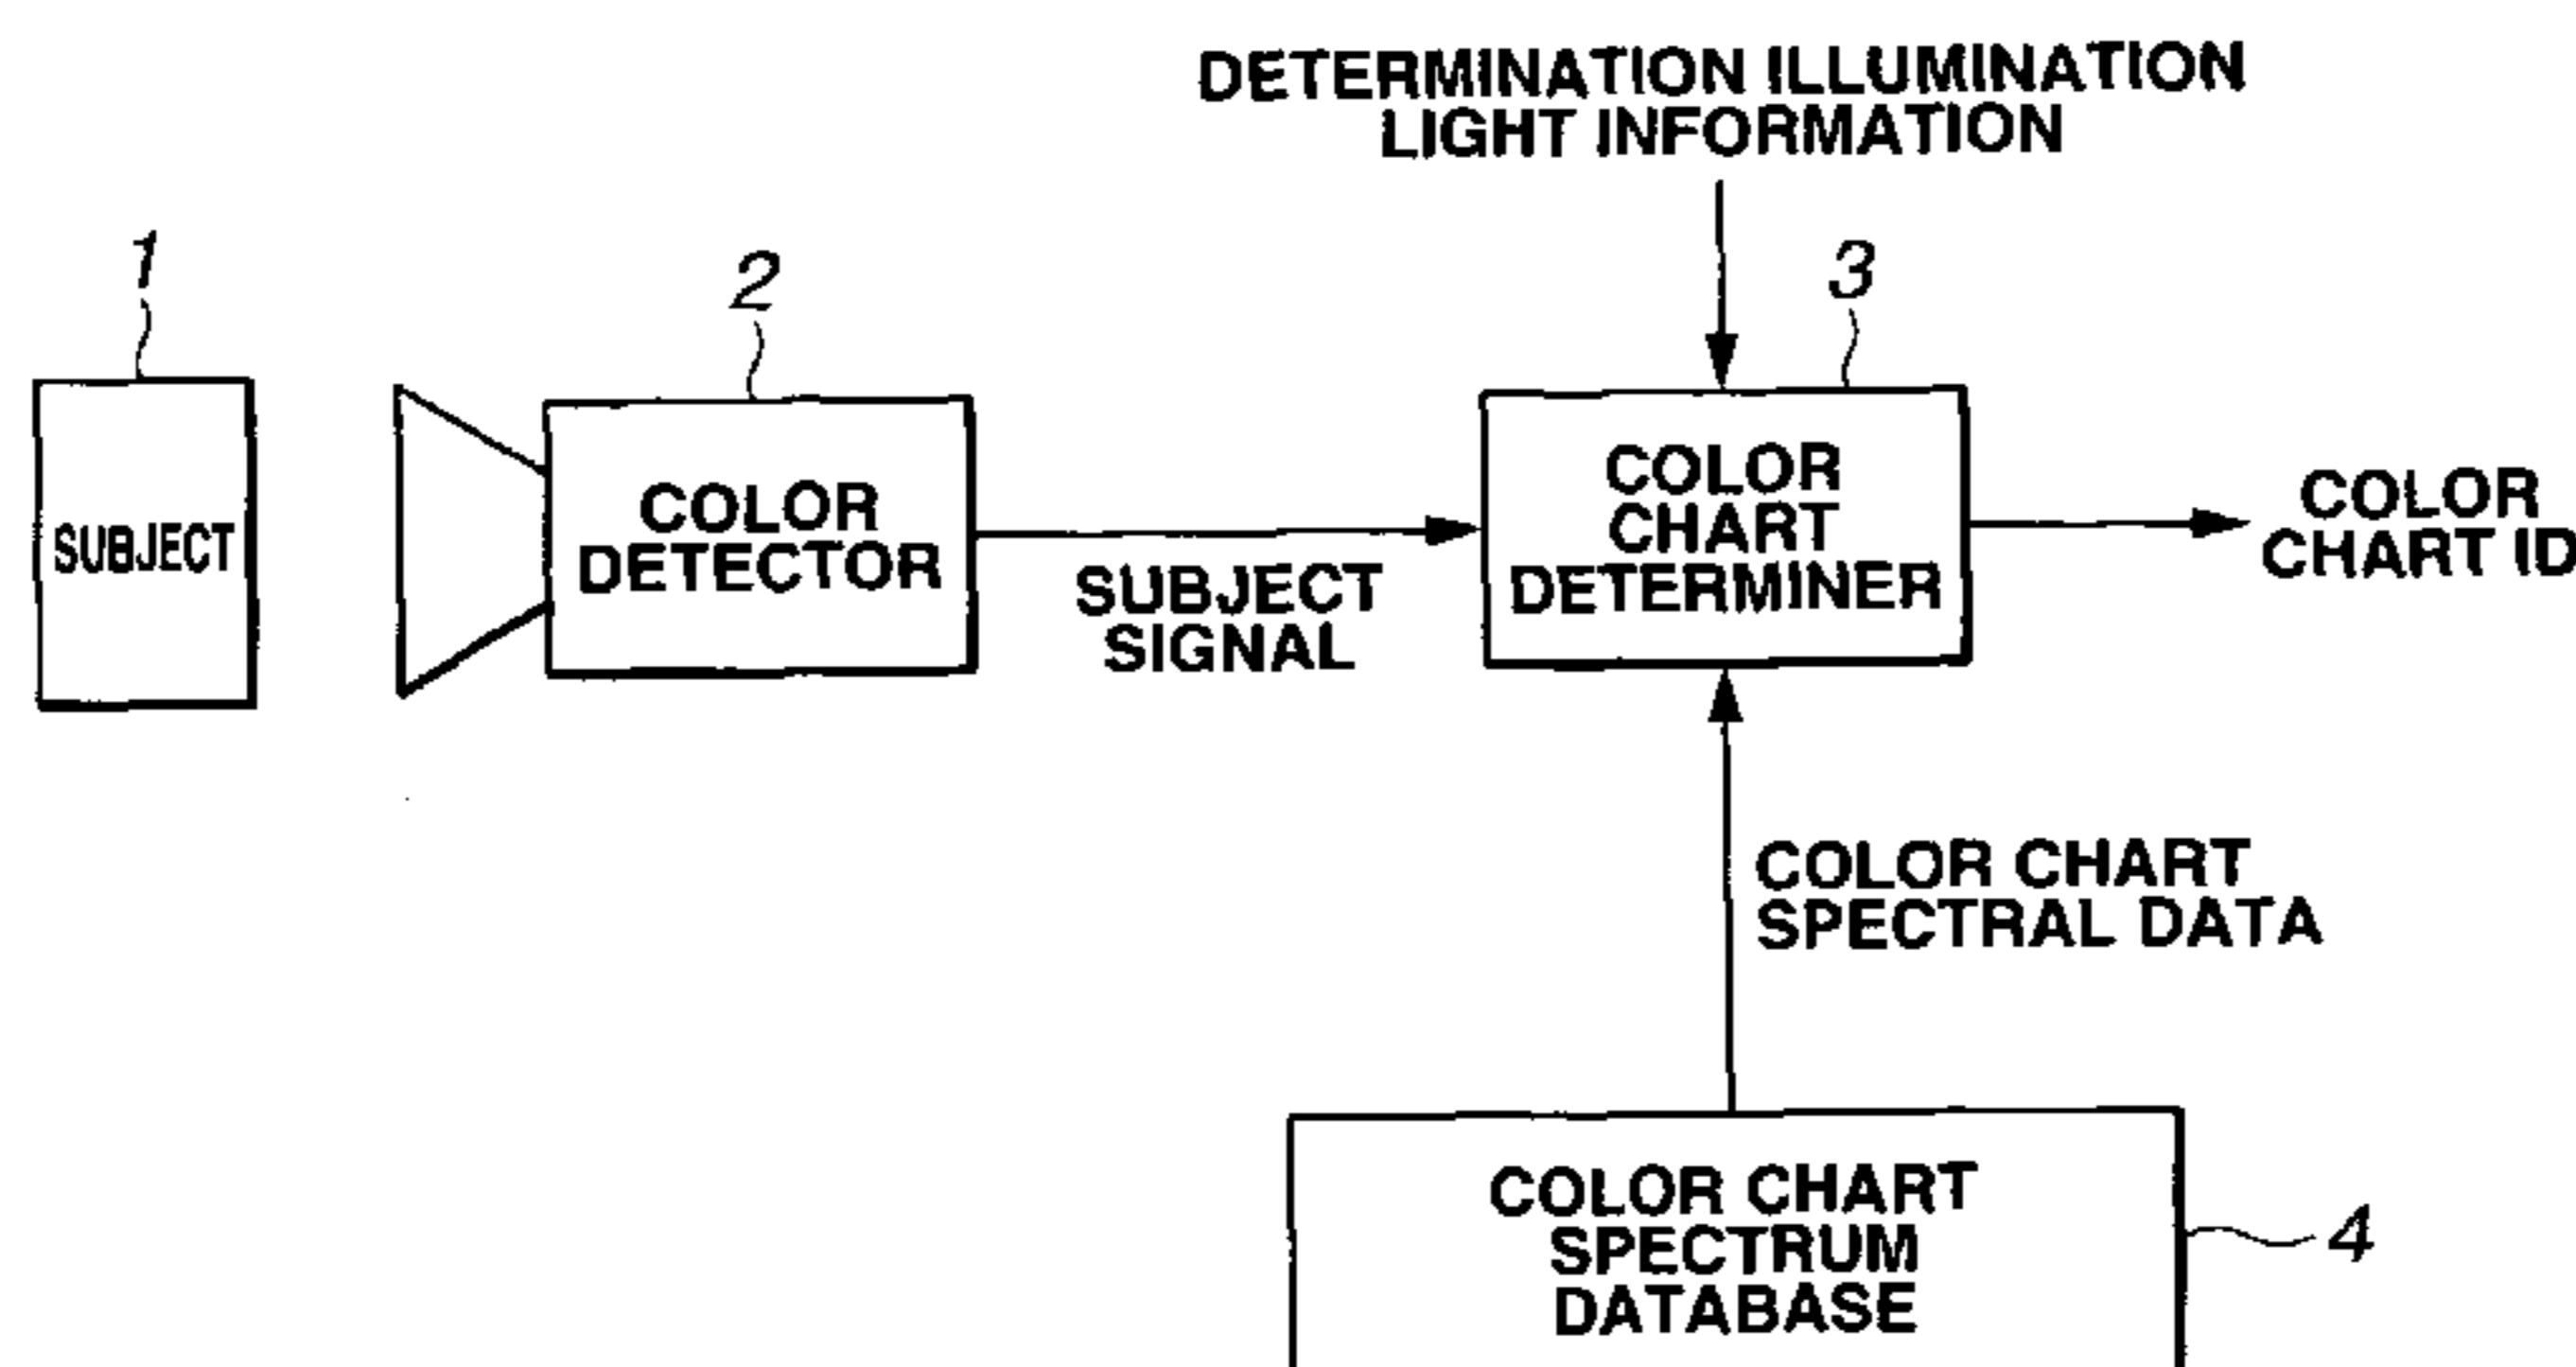 DETERMINATION ILLUMINATION
LIGHT INFORMATION
1
2
3
SUBJECT
COLOR
DETECTOR
SUBJECT
SIGNAL
COLOR
CHART
DETERMINER
COLOR
CHART ID
COLOR CHART
SPECTRAL DATA
COLOR CHART
SPECTRUM
DATABASE
4